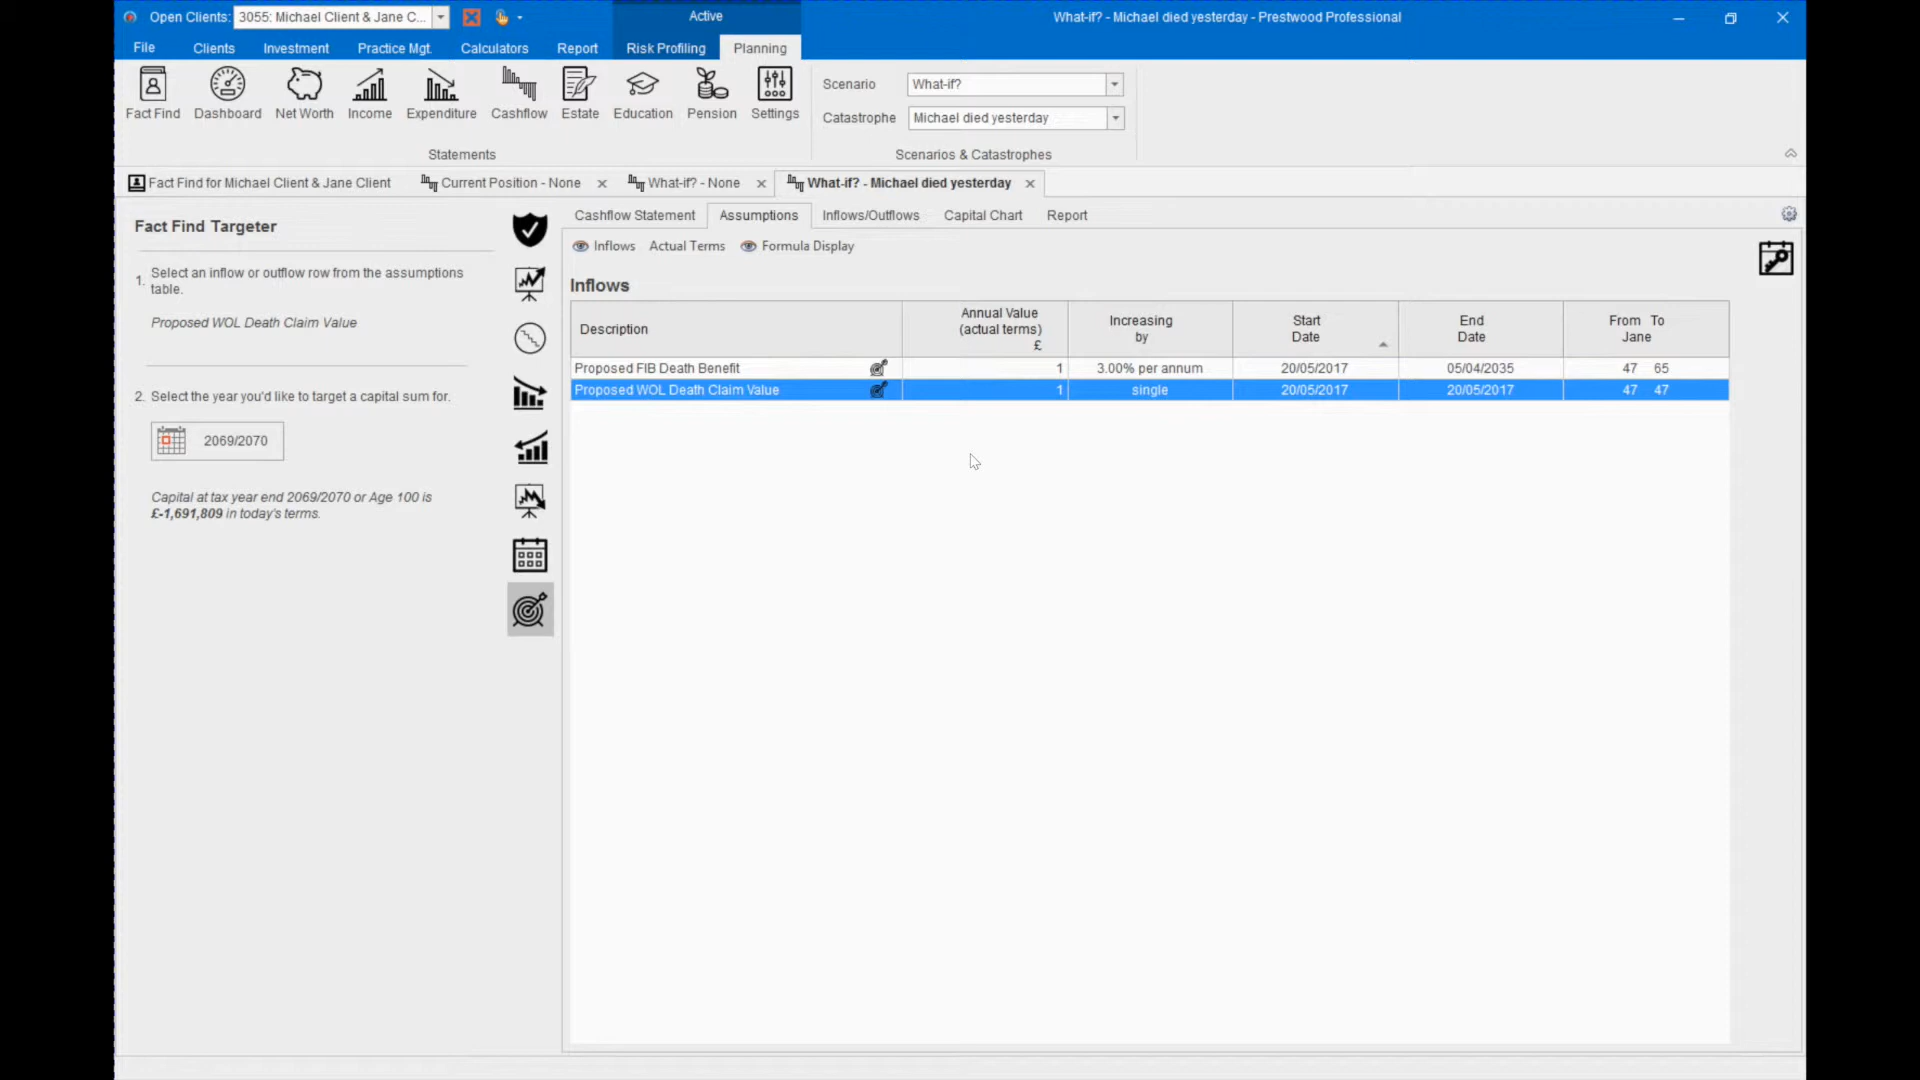 Open Clients: 3055: Michael Client & Jane C...
Active
What-if? - Michael died yesterday - Prestwood Professional
File Clients Investment Practice Mgt. Calculators Report Risk Profiling Planning
Fact Find Dashboard Net Worth Income Expenditure Cashflow Estate Education Pension Settings
Statements
Scenario What-if?
Catastrophe Michael died yesterday
Scenarios & Catastrophes
Fact Find for Michael Client & Jane Client Current Position - None What-if? - None What-if? - Michael died yesterday
Fact Find Targeter
1. Select an inflow or outflow row from the assumptions
table.
Proposed WOL Death Claim Value
2. Select the year you'd like to target a capital sum for.
2069/2070
Capital at tax year end 2069/2070 or Age 100 is
£-1,691,809 in today's terms.
Cashflow Statement Assumptions Inflows/Outflows Capital Chart Report
Inflows Actual Terms Formula Display
Inflows
Description
Annual Value
(actual terms)
£
Increasing
by
Start
Date
End
Date
From To
Jane
Proposed FIB Death Benefit 1 3.00% per annum 20/05/2017 05/04/2035 47 65
Proposed WOL Death Claim Value 1 single 20/05/2017 20/05/2017 47 47